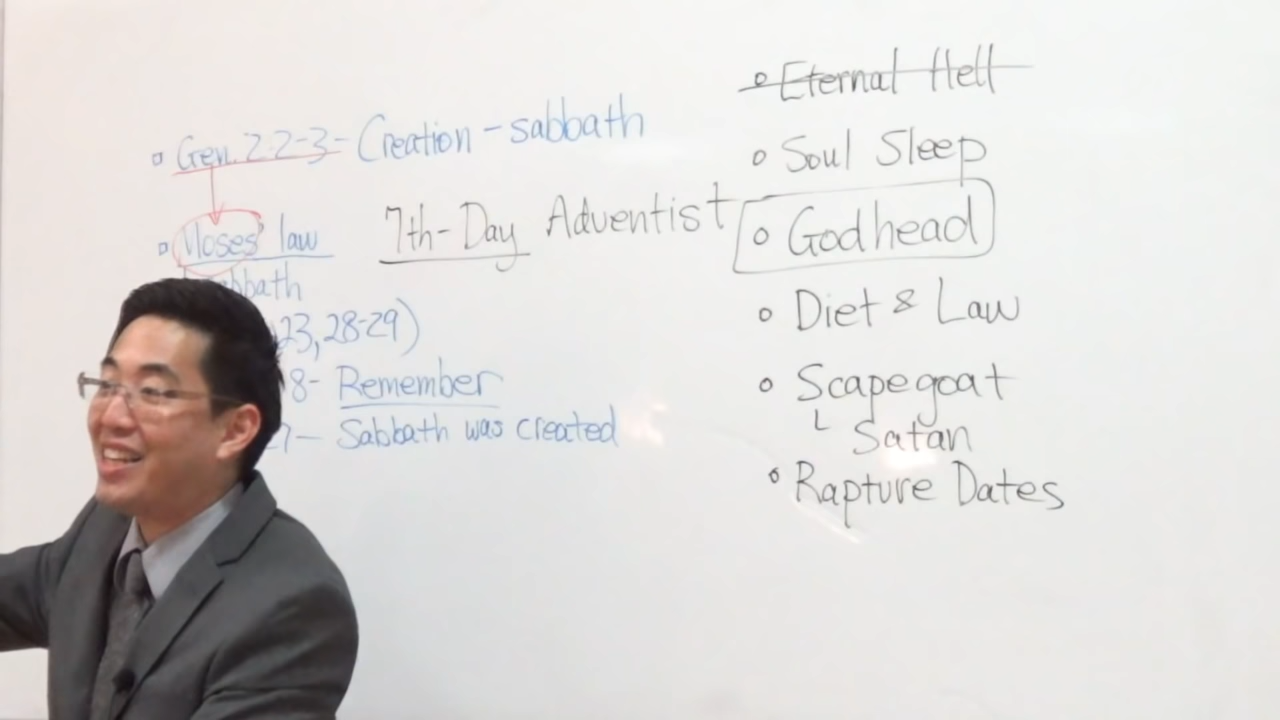 Gen. 2:2-3 - Creation - sabbath
Moses' law
sabbath
23, 28-29)
8- Remember
27- Sabbath was created
7th-Day Adventist
Eternal Hell
Soul Sleep
Godhead
Diet & Law
Scapegoat
Satan
Rapture Dates